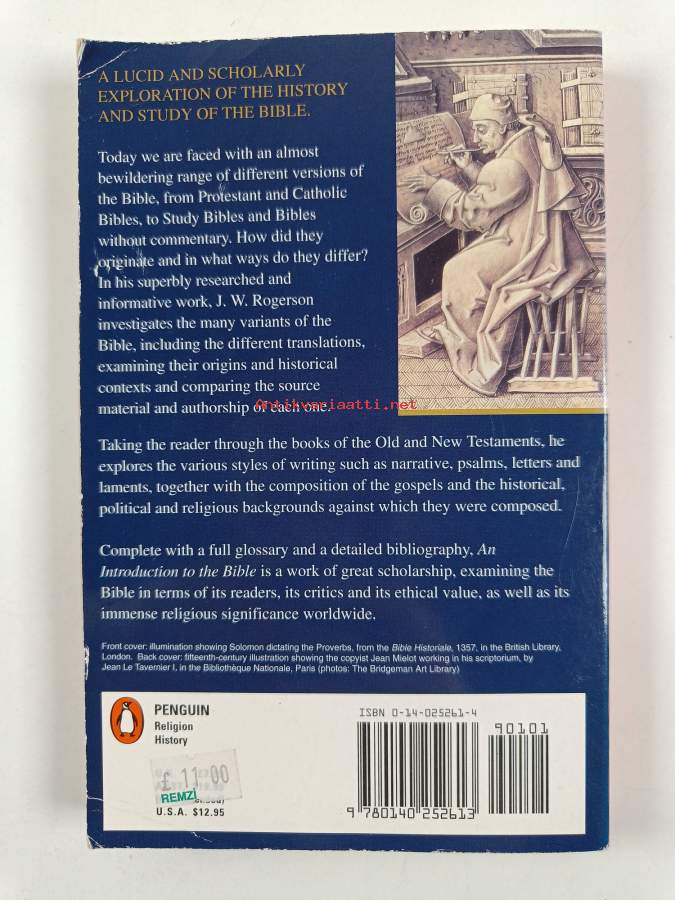 A LUCID AND SCHOLARLY
EXPLORATION OF THE HISTORY
AND STUDY OF THE BIBLE.
Today we are faced with an almost
bewildering range of different versions of
the Bible, from Protestant and Catholic
Bibles, to Study Bibles and Bibles
without commentary. How did they
originate and in what ways do they differ?
In his superbly researched and
informative work, J. W. Rogerson
investigates the many variants of the
Bible, including the different translations,
examining their origins and historical
contexts and comparing the source
material and authorship of each one.
Antikvariaatti.net
Taking the reader through the books of the Old and New Testaments, he
explores the various styles of writing such as narrative, psalms, letters and
laments, together with the composition of the gospels and the historical,
political and religious backgrounds against which they were composed.
Complete with a full glossary and a detailed bibliography, An
Introduction to the Bible is a work of great scholarship, examining the
Bible in terms of its readers, its critics and its ethical value, as well as its
immense religious significance worldwide.
Front cover: illumination showing Solomon dictating the Proverbs, from the Bible Historiale, 1357, in the British Library,
London. Back cover: fifteenth-century illustration showing the copyist Jean Mielot working in his scriptorium, by
Jean Le Tavernier I, in the Bibliothèque Nationale, Paris (photos: The Bridgeman Art Library)
PENGUIN
Religion
History
£ 11.00
REMZİ
U.S.A. $12.95
ISBN 0-14-025261-4
90101
9 780140 252613